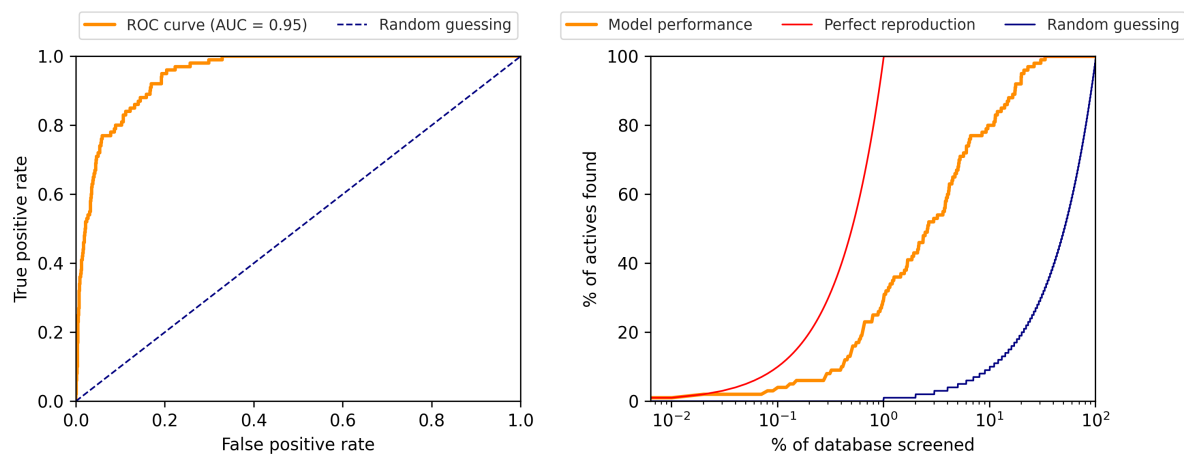 ROC curve (AUC = 0.95) Random guessing
1.0
0.8
0.6
0.4
0.2
0.0
True positive rate
0.0 0.2 0.4 0.6 0.8 1.0
False positive rate
Model performance Perfect reproduction Random guessing
100
80
60
40
20
0
% of actives found
10⁻² 10⁻¹ 10⁰ 10¹ 10²
% of database screened